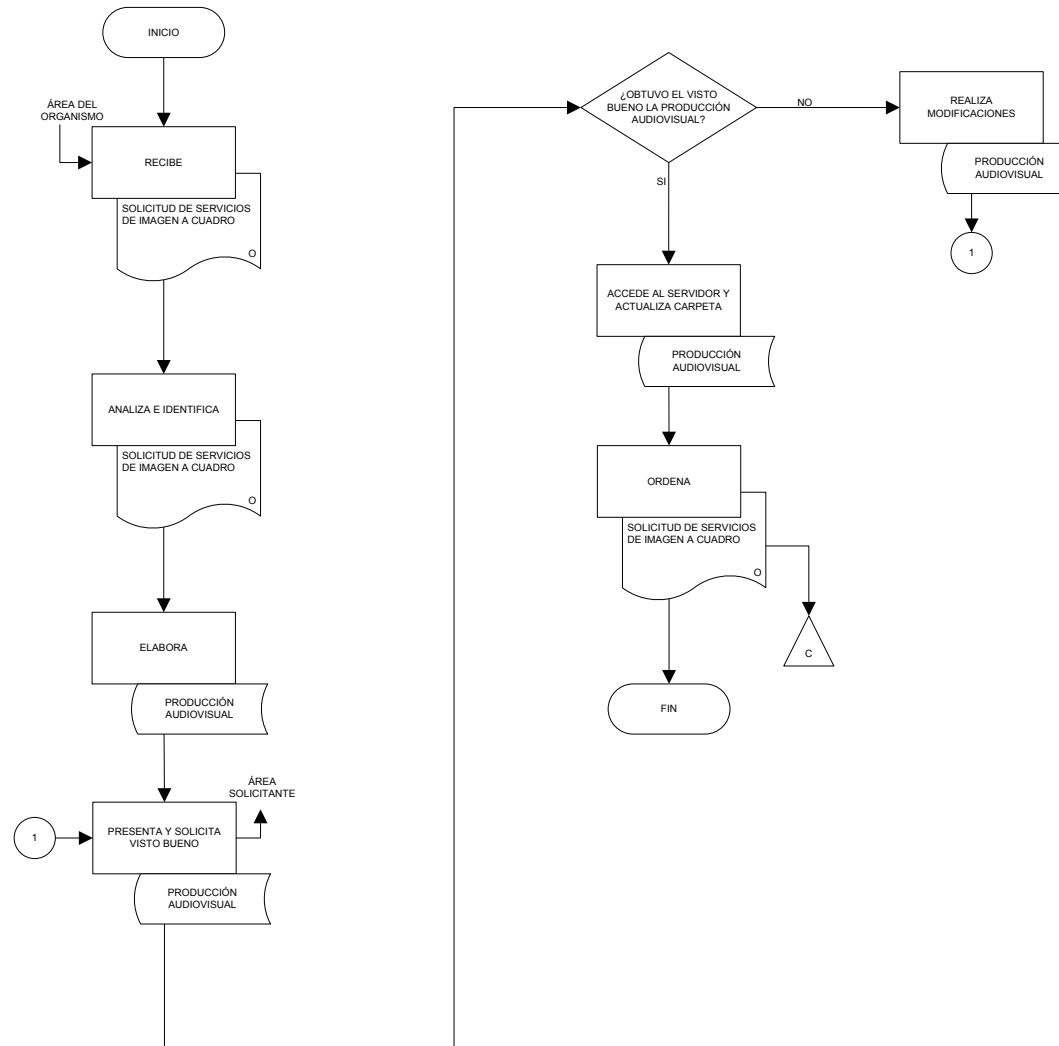 INICIO
ÁREA DEL
ORGANISMO
RECIBE
SOLICITUD DE SERVICIOS
DE IMAGEN A CUADRO
O
ANALIZA E IDENTIFICA
SOLICITUD DE SERVICIOS
DE IMAGEN A CUADRO
O
ELABORA
PRODUCCIÓN
AUDIOVISUAL
ÁREA
SOLICITANTE
1
PRESENTA Y SOLICITA
VISTO BUENO
PRODUCCIÓN
AUDIOVISUAL
¿OBTUVO EL VISTO
BUENO LA PRODUCCIÓN
AUDIOVISUAL?
NO
REALIZA
MODIFICACIONES
PRODUCCIÓN
AUDIOVISUAL
1
SI
ACCEDE AL SERVIDOR Y
ACTUALIZA CARPETA
PRODUCCIÓN
AUDIOVISUAL
ORDENA
SOLICITUD DE SERVICIOS
DE IMAGEN A CUADRO
O
C
FIN